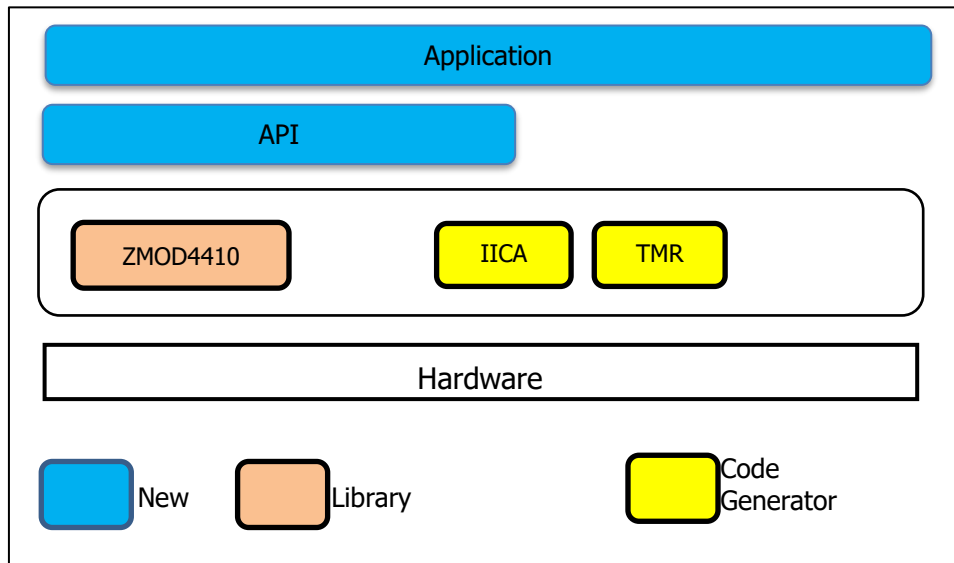 Application
API
ZMOD4410
IICA
TMR
Hardware
New
Library
Code
Generator